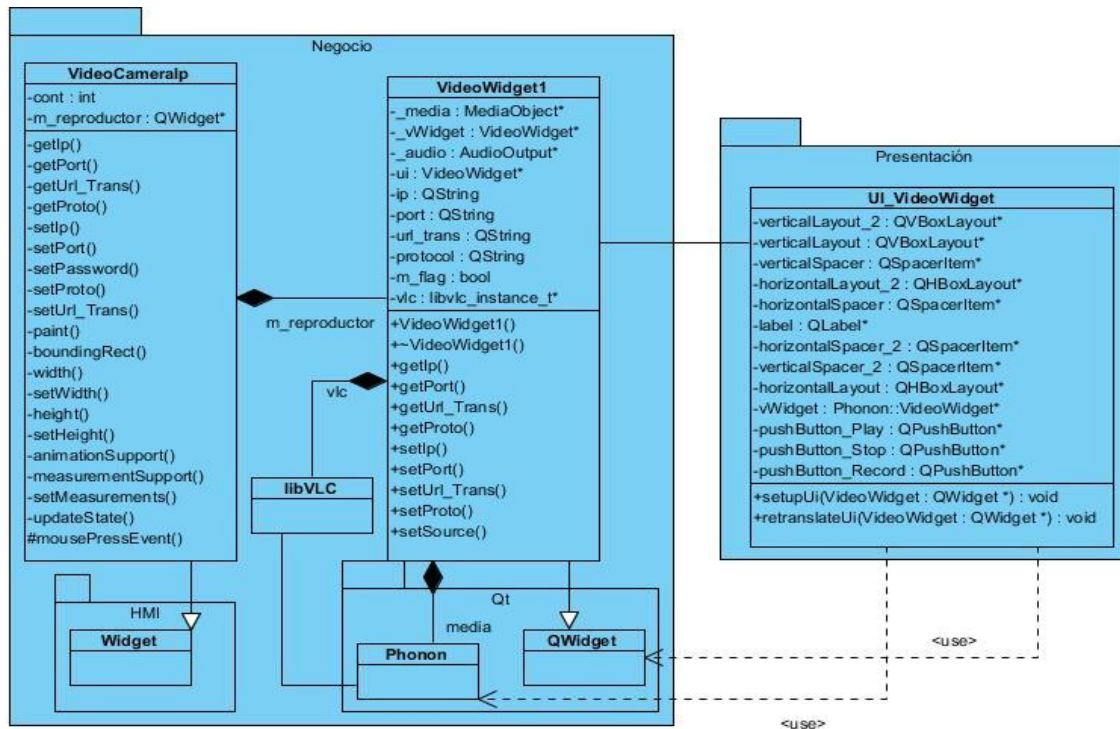 Negocio
VideoCameraIp
-cont : int
-m_reproductor : QWidget*
-getIp()
-getPort()
-getUrl_Trans()
-getProto()
-setIp()
-setPort()
-setPassword()
-setProto()
-setUrl_Trans()
-paint()
-boundingRect()
-width()
-setWidth()
-height()
-setHeight()
-animationSupport()
-measurementSupport()
-setMeasurements()
-updateState()
#mousePressEvent()
m_reproductor
vlc
libVLC
VideoWidget1
-_media : MediaObject*
-_vWidget : VideoWidget*
-_audio : AudioOutput*
-ui : VideoWidget*
-ip : QString
-port : QString
-url_trans : QString
-protocol : QString
-m_flag : bool
-vlc : libvlc_instance_t*
+VideoWidget1()
+~VideoWidget1()
+getIp()
+getPort()
+getUrl_Trans()
+getProto()
+setIp()
+setPort()
+setUrl_Trans()
+setProto()
+setSource()
HMI
Widget
Qt
media
Phonon
QWidget
Presentación
UI_VideoWidget
-verticalLayout_2 : QVBoxLayout*
-verticalLayout : QVBoxLayout*
-verticalSpacer : QSpacerItem*
-horizontalLayout_2 : QHBoxLayout*
-horizontalSpacer : QSpacerItem*
-label : QLabel*
-horizontalSpacer_2 : QSpacerItem*
-verticalSpacer_2 : QSpacerItem*
-horizontalLayout : QHBoxLayout*
-vWidget : Phonon::VideoWidget*
-pushButton_Play : QPushButton*
-pushButton_Stop : QPushButton*
-pushButton_Record : QPushButton*
+setupUi(VideoWidget : QWidget *) : void
+retranslateUi(VideoWidget : QWidget *) : void
<use>
<use>